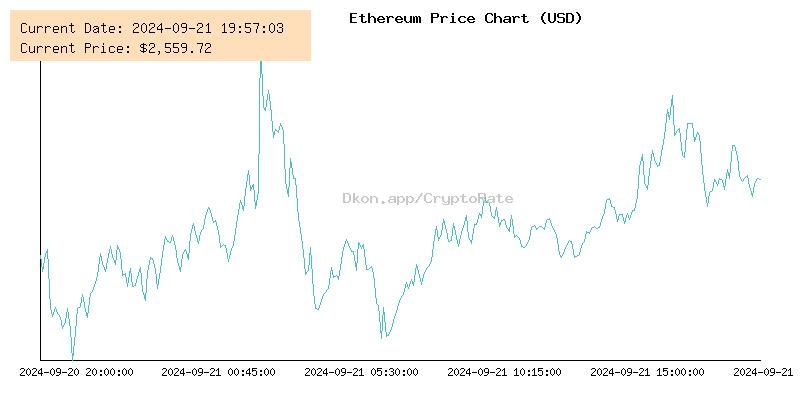 Ethereum Price Chart (USD)
Current Date: 2024-09-21 19:57:03
Current Price: $2,559.72
Dkon.app/CryptoRate
2024-09-20 20:00:00
2024-09-21 00:45:00
2024-09-21 05:30:00
2024-09-21 10:15:00
2024-09-21 15:00:00
2024-09-21